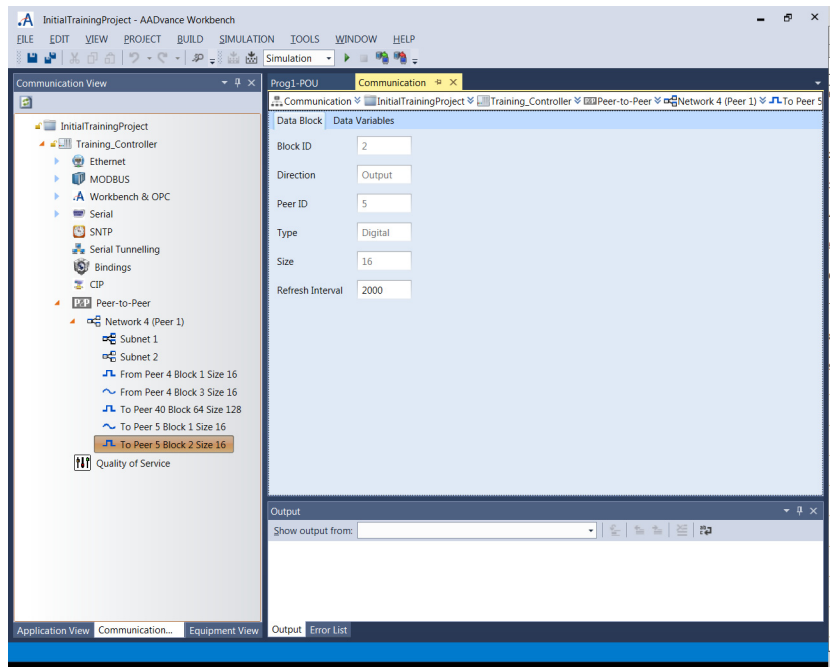 InitialTrainingProject - AADvance Workbench
FILE EDIT VIEW PROJECT BUILD SIMULATION TOOLS WINDOW HELP
Simulation
Communication View
InitialTrainingProject
Training_Controller
Ethernet
MODBUS
Workbench & OPC
Serial
SNTP
Serial Tunnelling
Bindings
CIP
P2P Peer-to-Peer
Network 4 (Peer 1)
Subnet 1
Subnet 2
From Peer 4 Block 1 Size 16
From Peer 4 Block 3 Size 16
To Peer 40 Block 64 Size 128
To Peer 5 Block 1 Size 16
To Peer 5 Block 2 Size 16
Quality of Service
Application View Communication... Equipment View
Prog1-POU Communication
Communication InitialTrainingProject Training_Controller Peer-to-Peer Network 4 (Peer 1) To Peer 5
Data Block Data Variables
Block ID 2
Direction Output
Peer ID 5
Type Digital
Size 16
Refresh Interval 2000
Output
Show output from:
Output Error List